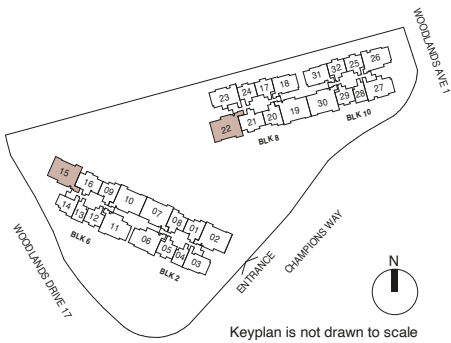 WOODLANDS AVE 1
23 24 17 18 31 32 25 26
22 21 20 19 30 29 28 27
BLK 8
BLK 10
15 16 09 10 07 08 01 02
14 13 12 11 06 05 04 03
BLK 6
BLK 2
WOODLANDS DRIVE 17
ENTRANCE
CHAMPIONS WAY
N
Keyplan is not drawn to scale